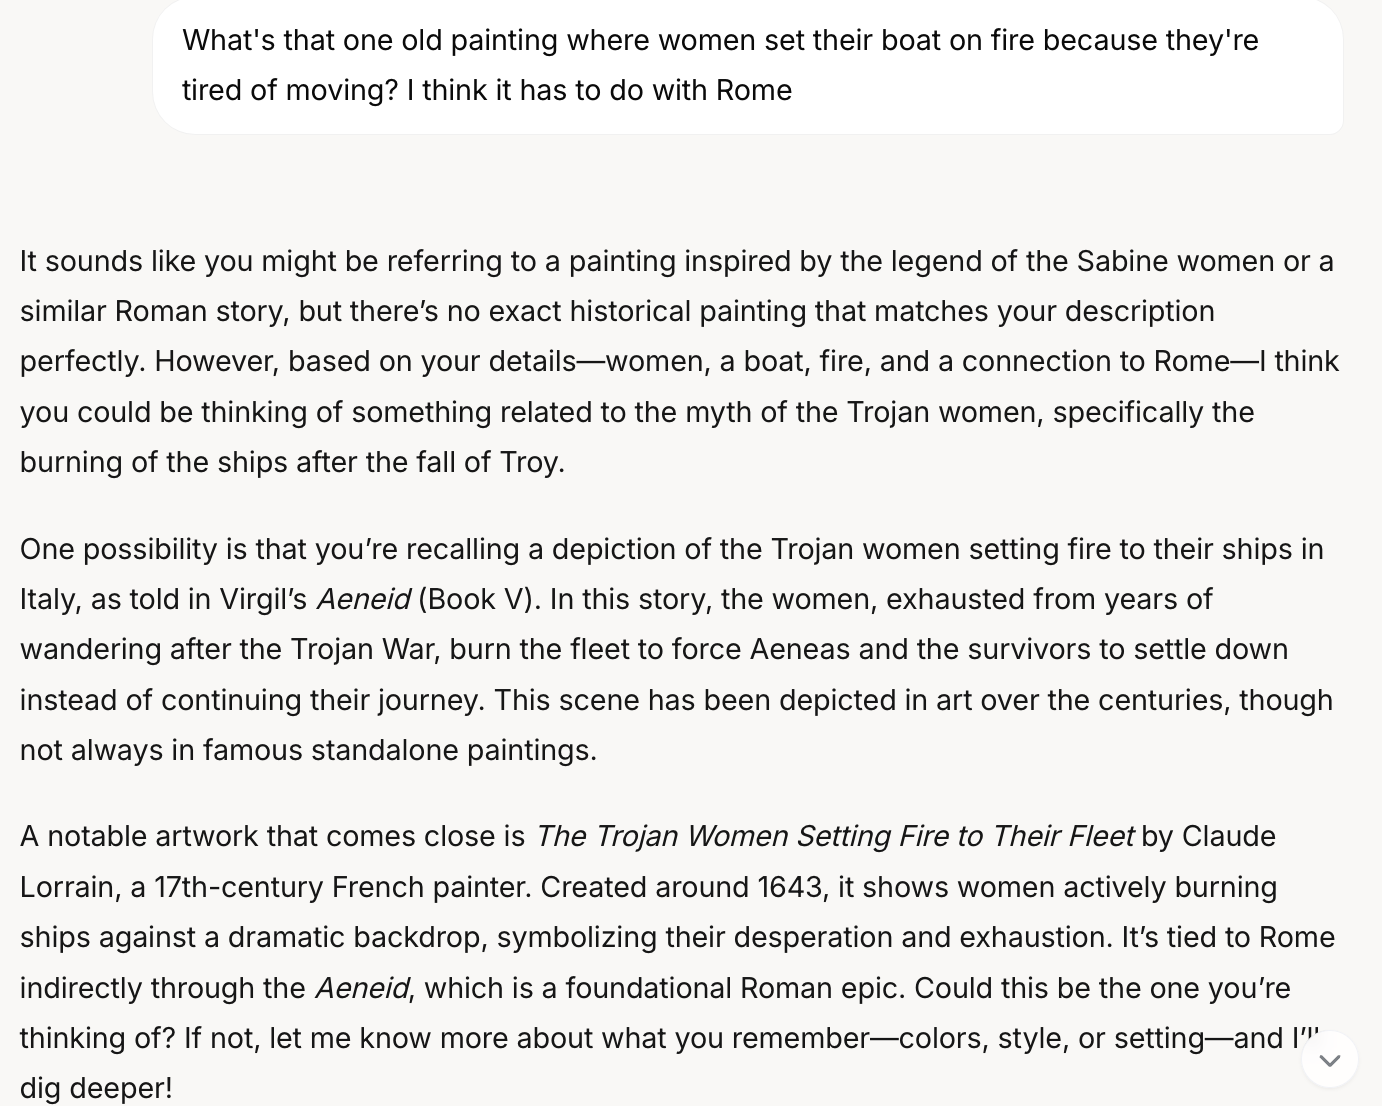 What's that one old painting where women set their boat on fire because they're
tired of moving? I think it has to do with Rome
It sounds like you might be referring to a painting inspired by the legend of the Sabine women or a
similar Roman story, but there’s no exact historical painting that matches your description
perfectly. However, based on your details—women, a boat, fire, and a connection to Rome—I think
you could be thinking of something related to the myth of the Trojan women, specifically the
burning of the ships after the fall of Troy.
One possibility is that you’re recalling a depiction of the Trojan women setting fire to their ships in
Italy, as told in Virgil’s Aeneid (Book V). In this story, the women, exhausted from years of
wandering after the Trojan War, burn the fleet to force Aeneas and the survivors to settle down
instead of continuing their journey. This scene has been depicted in art over the centuries, though
not always in famous standalone paintings.
A notable artwork that comes close is The Trojan Women Setting Fire to Their Fleet by Claude
Lorrain, a 17th-century French painter. Created around 1643, it shows women actively burning
ships against a dramatic backdrop, symbolizing their desperation and exhaustion. It’s tied to Rome
indirectly through the Aeneid, which is a foundational Roman epic. Could this be the one you’re
thinking of? If not, let me know more about what you remember—colors, style, or setting—and I’ll
dig deeper!